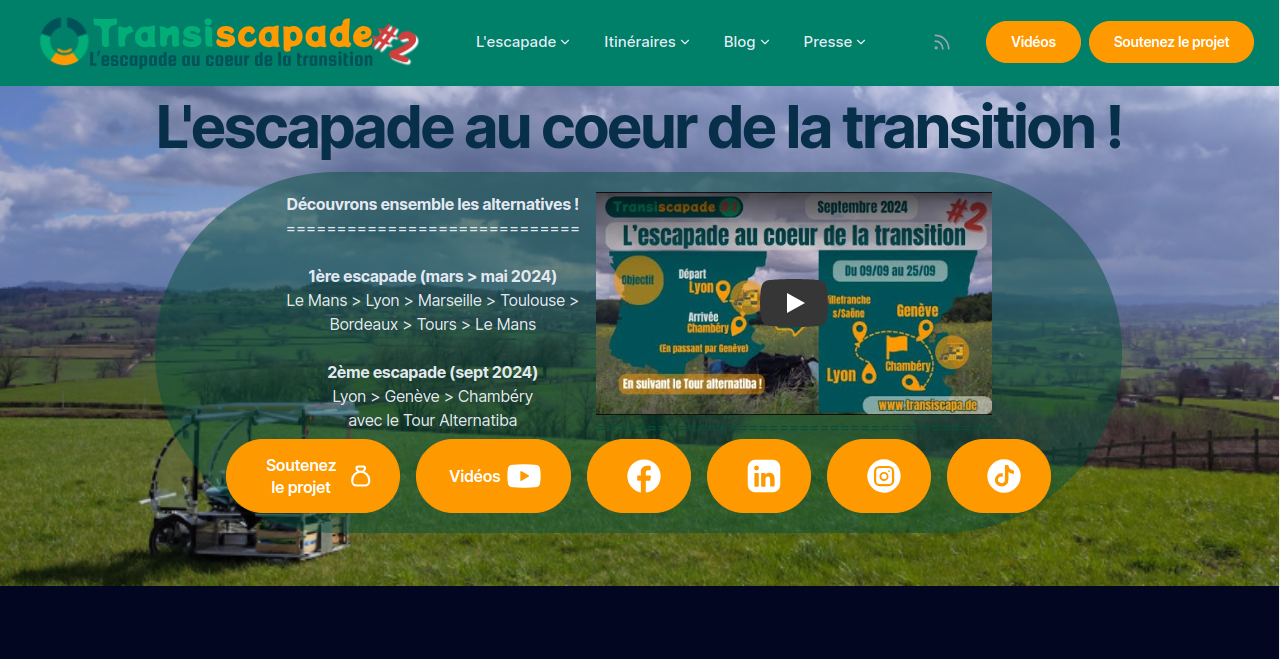 Transiscapade #2
L'escapade au coeur de la transition
L'escapade
Itinéraires
Blog
Presse
Vidéos
Soutenez le projet
L'escapade au coeur de la transition !
Découvrons ensemble les alternatives !
=============================
1ère escapade (mars > mai 2024)
Le Mans > Lyon > Marseille > Toulouse >
Bordeaux > Tours > Le Mans
2ème escapade (sept 2024)
Lyon > Genève > Chambéry
avec le Tour Alternatiba
Transiscapade #2
Septembre 2024
#2
L'escapade au coeur de la transition
Objectif
Départ
Lyon
Arrivée
Chambéry
(En passant par Genève)
En suivant le Tour alternatiba !
Du 09/09 au 25/09
s/Saône
Genève
Chambéry
Lyon
www.transiscapa.de
Soutenez
le projet
Vidéos